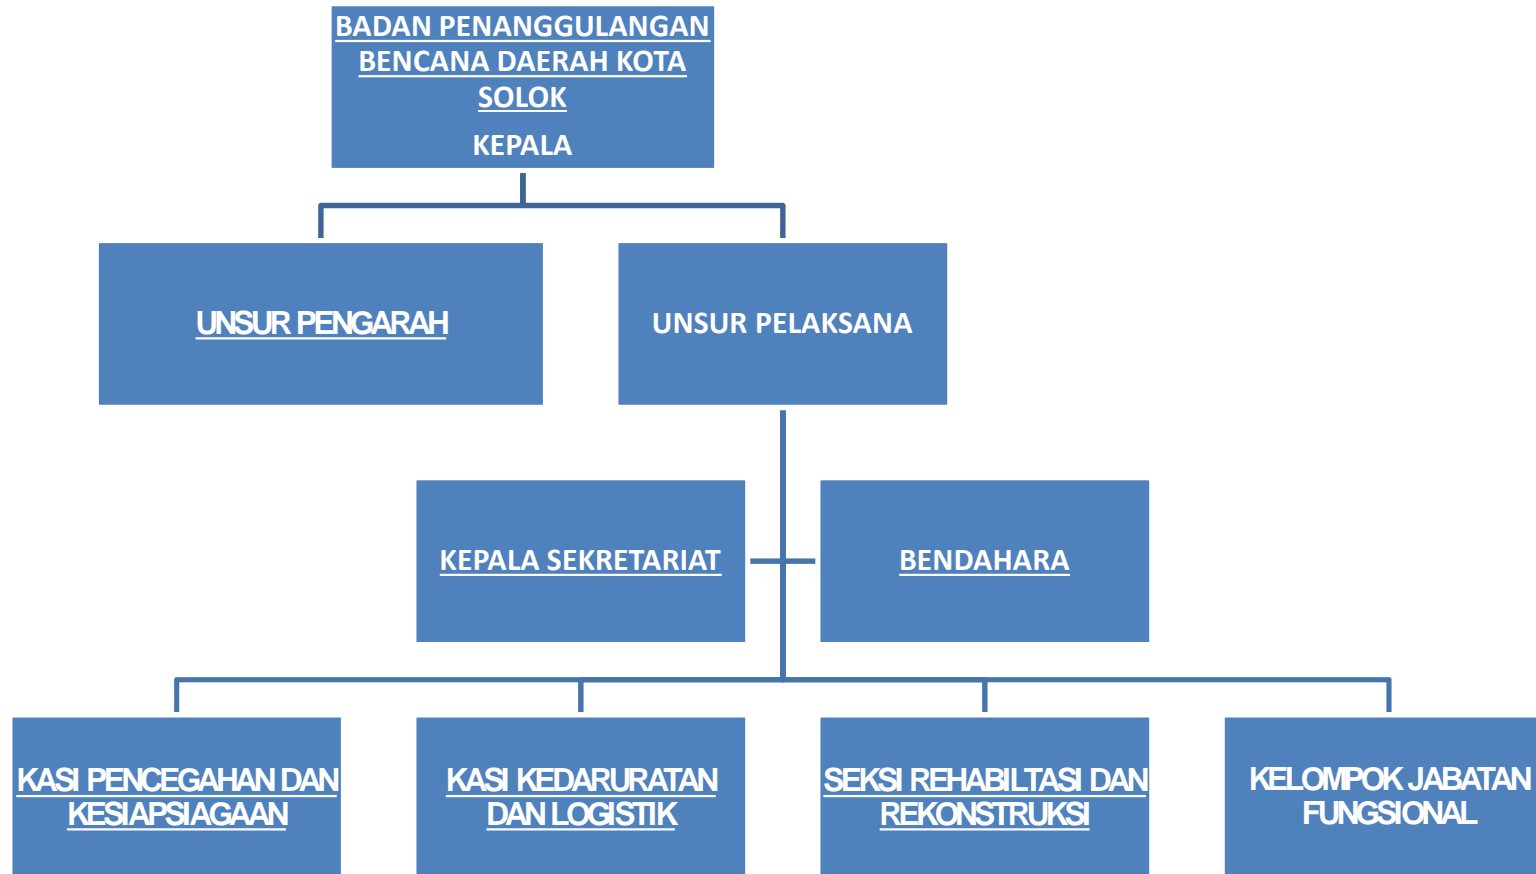 BADAN PENANGGULANGAN
BENCANA DAERAH KOTA
SOLOK
KEPALA
UNSUR PENGARAH
UNSUR PELAKSANA
KEPALA SEKRETARIAT
BENDAHARA
KASI PENCEGAHAN DAN
KESIAPSIAGAAN
KASI KEDARURATAN
DAN LOGISTIK
SEKSI REHABILTASI DAN
REKONSTRUKSI
KELOMPOK JABATAN
FUNGSIONAL